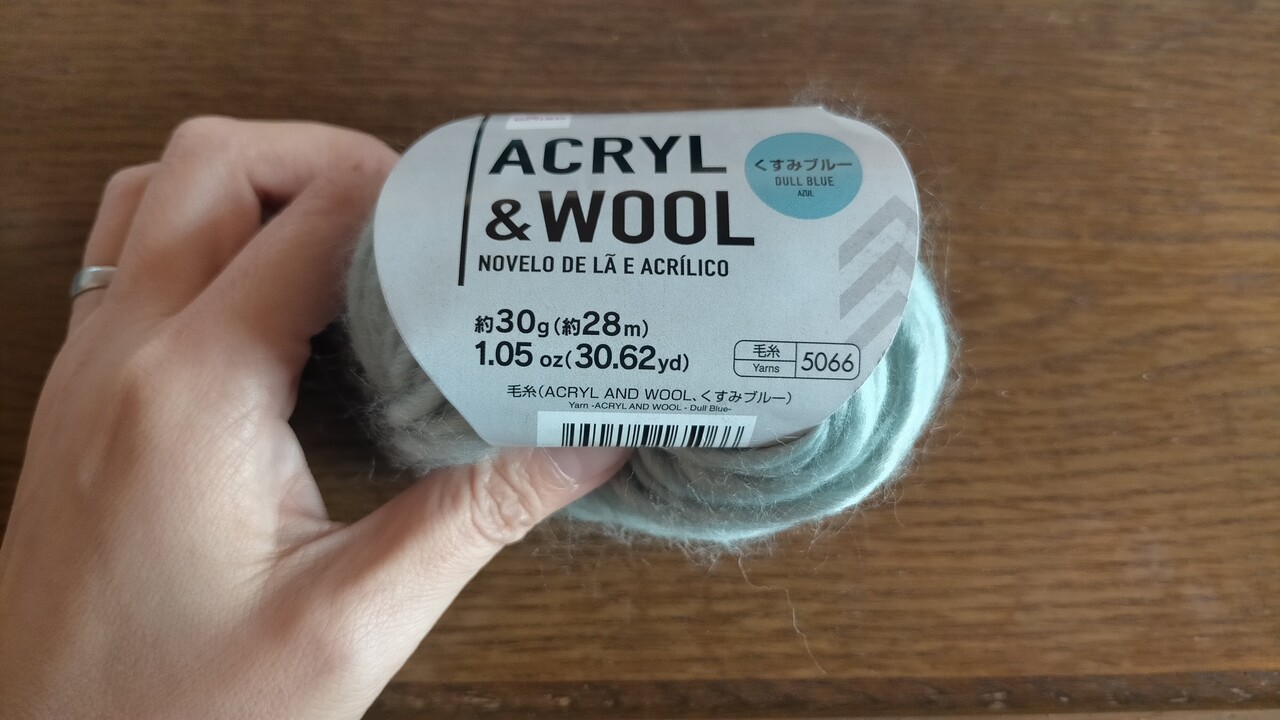 ACRYL
&WOOL
NOVELO DE LÃ E ACRÍLICO
くすみブルー
DULL BLUE
AZUL
約30g(約28m)
1.05 oz(30.62yd)
毛糸
Yarns
5066
毛糸(ACRYL AND WOOL、くすみブルー)
Yarn -ACRYL AND WOOL - Dull Blue-